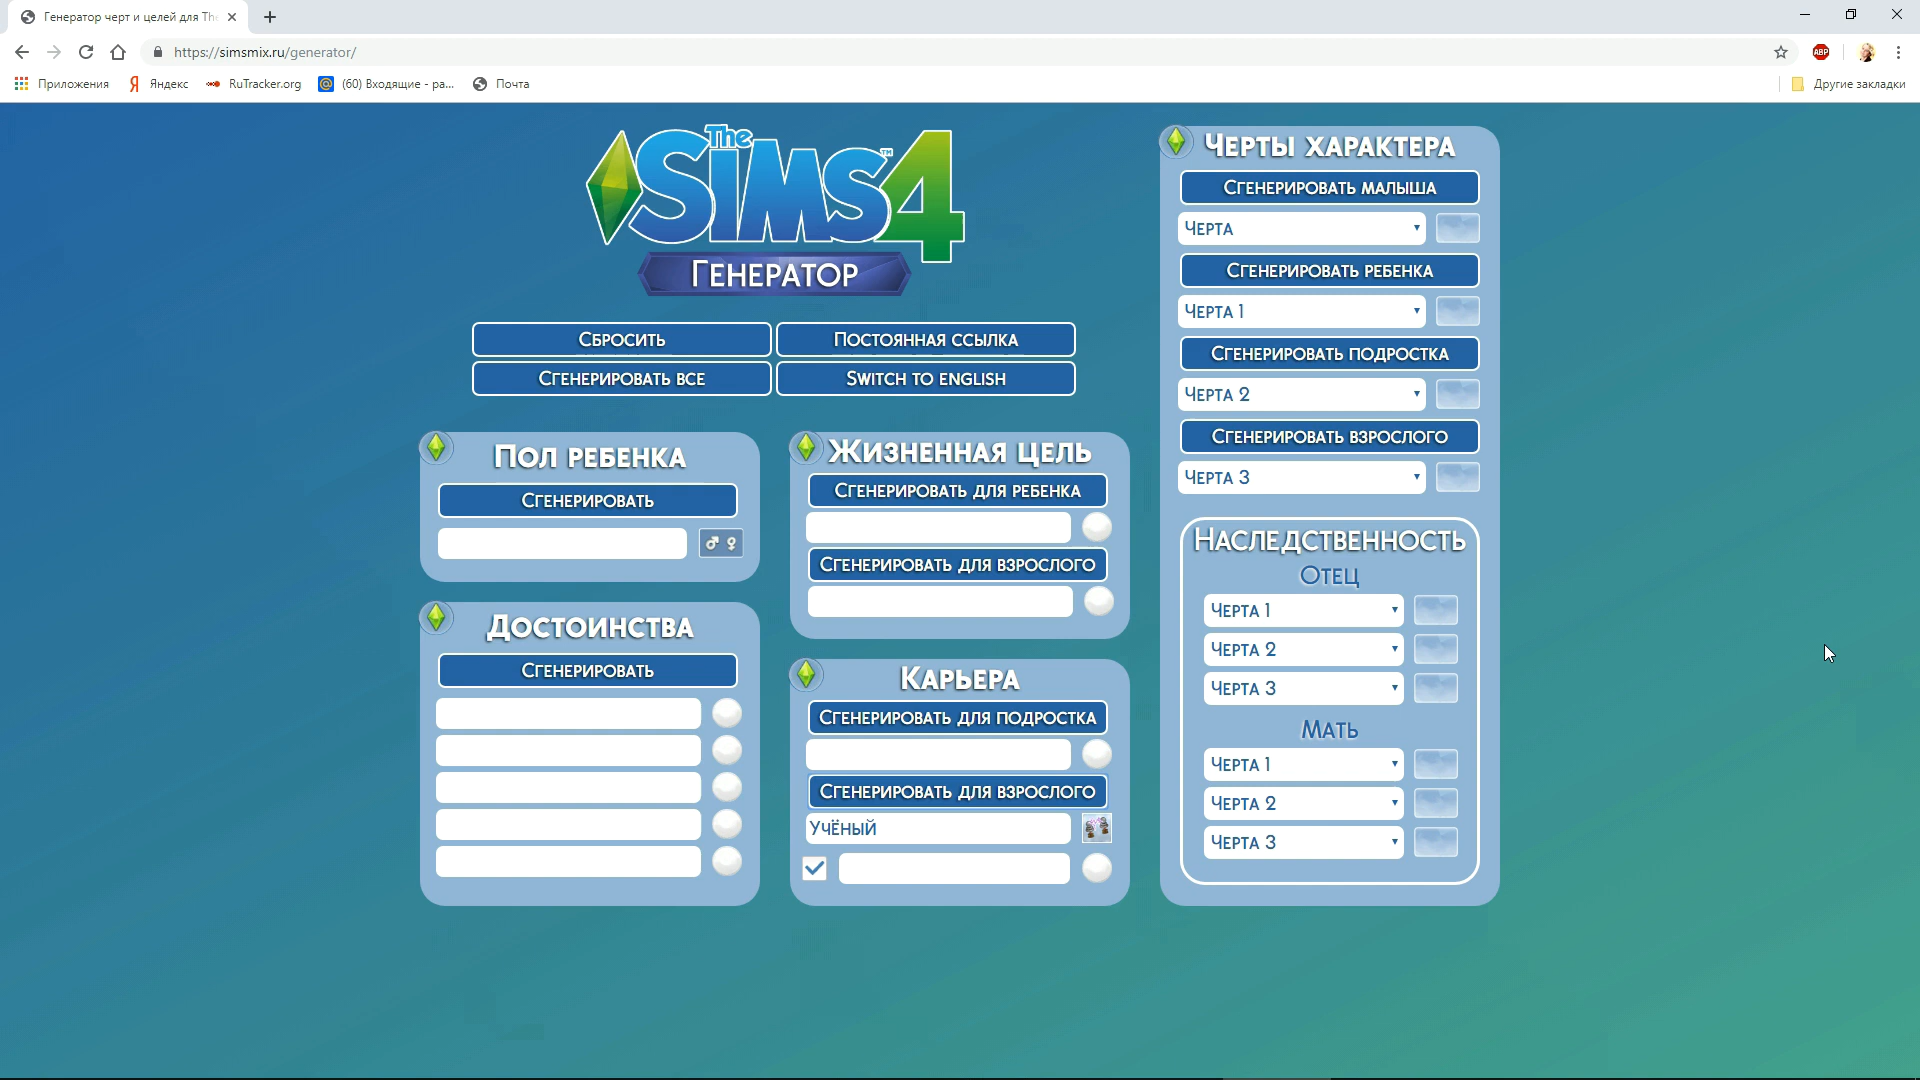 Генератор черт и целей для The
https://simsmix.ru/generator/
ABP
Приложения
Яндекс
RuTracker.org
(60) Входящие - pa...
Почта
Другие закладки
The Sims 4
TM
Генератор
Сбросить
Постоянная ссылка
Сгенерировать все
Switch to english
Пол ребенка
Сгенерировать
Достоинства
Сгенерировать
Жизненная цель
Сгенерировать для ребенка
Сгенерировать для взрослого
Карьера
Сгенерировать для подростка
Сгенерировать для взрослого
Учёный
Черты характера
Сгенерировать малыша
Черта
Сгенерировать ребенка
Черта 1
Сгенерировать подростка
Черта 2
Сгенерировать взрослого
Черта 3
Наследственность
Отец
Черта 1
Черта 2
Черта 3
Мать
Черта 1
Черта 2
Черта 3